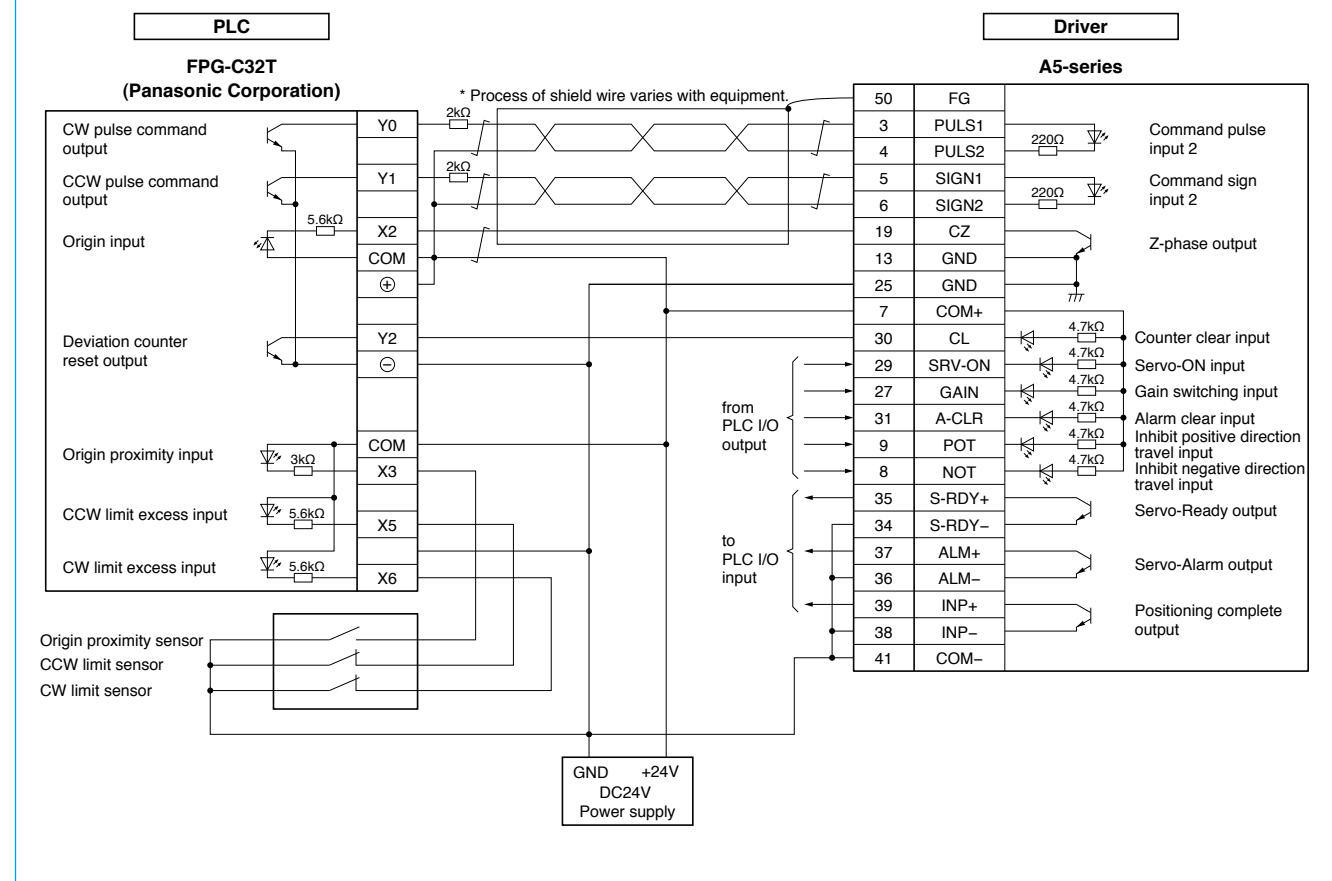 PLC
Driver
FPG-C32T
(Panasonic Corporation)
A5-series
* Process of shield wire varies with equipment.
50 FG
CW pulse command
output
Y0
2kΩ
3 PULS1
4 PULS2
220Ω
Command pulse
input 2
CCW pulse command
output
Y1
2kΩ
5 SIGN1
6 SIGN2
220Ω
Command sign
input 2
Origin input
5.6kΩ
X2
COM
⊕
19 CZ
13 GND
25 GND
Z-phase output
7 COM+
Deviation counter
reset output
Y2
⊖
30 CL 4.7kΩ Counter clear input
29 SRV-ON 4.7kΩ Servo-ON input
27 GAIN 4.7kΩ Gain switching input
31 A-CLR 4.7kΩ Alarm clear input
9 POT 4.7kΩ Inhibit positive direction
travel input
8 NOT 4.7kΩ Inhibit negative direction
travel input
from
PLC I/O
output
COM
Origin proximity input
3kΩ
X3
CCW limit excess input
5.6kΩ
X5
CW limit excess input
5.6kΩ
X6
35 S-RDY+
34 S-RDY−
Servo-Ready output
to
PLC I/O
input
37 ALM+
36 ALM−
Servo-Alarm output
39 INP+
38 INP−
Positioning complete
output
41 COM−
Origin proximity sensor
CCW limit sensor
CW limit sensor
GND +24V
DC24V
Power supply